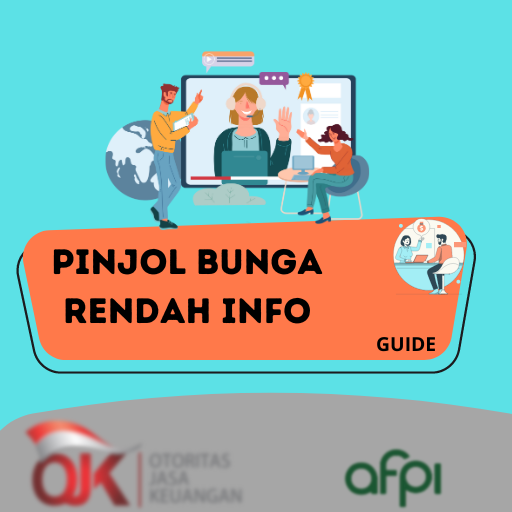 PINJOL BUNGA
RENDAH INFO
GUIDE
OJK
OTORITAS
JASA
KEUANGAN
afpi